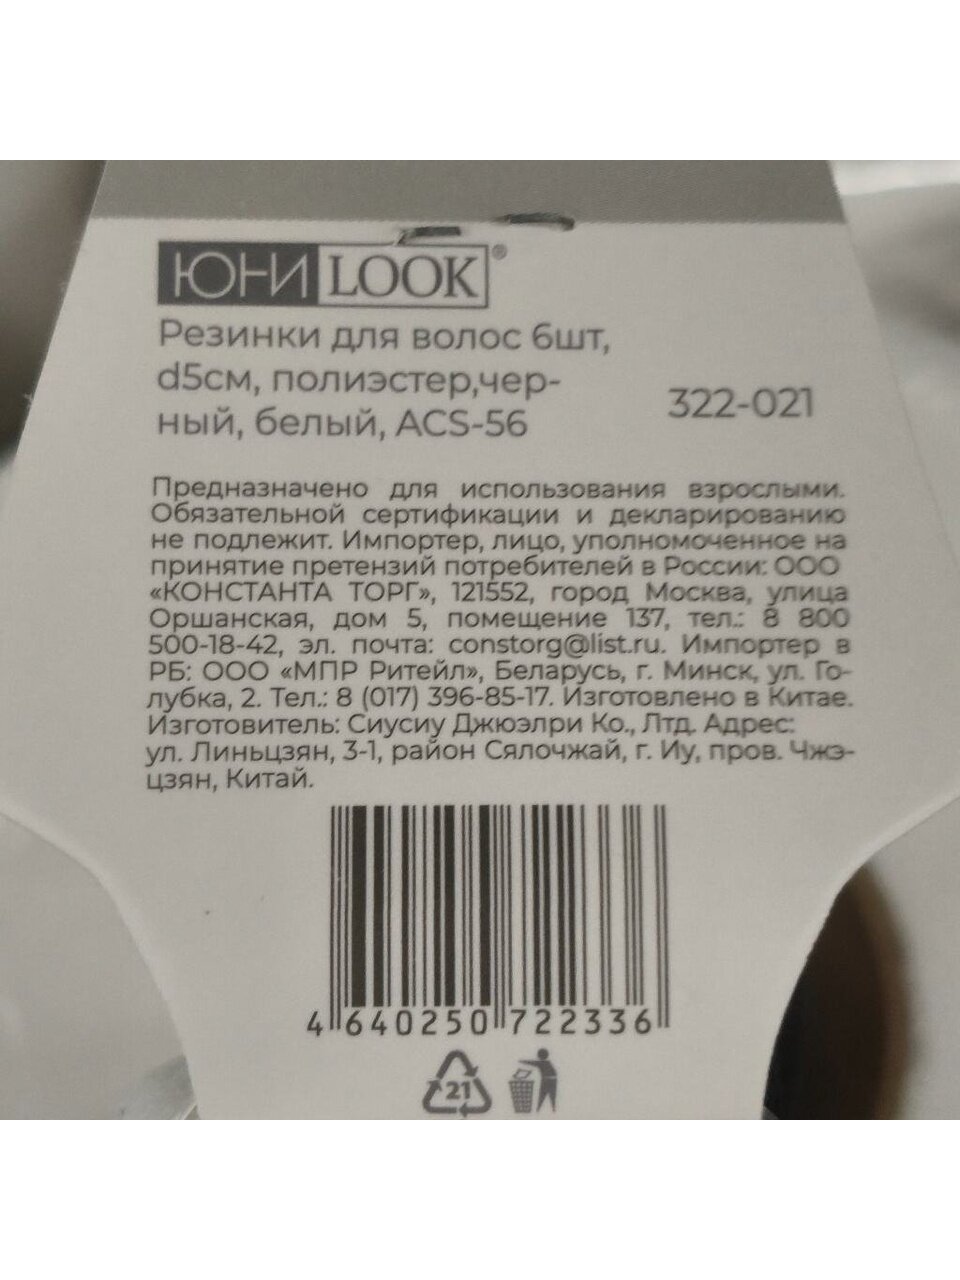 ЮНИ LOOK®
Резинки для волос 6шт,
d5см, полиэстер,чер-
ный, белый, ACS-56
322-021
Предназначено для использования взрослыми.
Обязательной сертификации и декларированию
не подлежит. Импортер, лицо, уполномоченное на
принятие претензий потребителей в России: ООО
«КОНСТАНТА ТОРГ», 121552, город Москва, улица
Оршанская, дом 5, помещение 137, тел.: 8 800
500-18-42, эл. почта: constorg@list.ru. Импортер в
РБ: ООО «МПР Ритейл», Беларусь, г. Минск, ул. Го-
лубка, 2. Тел.: 8 (017) 396-85-17. Изготовлено в Китае.
Изготовитель: Сиусиу Джюэлри Ко., Лтд. Адрес:
ул. Линьцзян, 3-1, район Сялочжай, г. Иу, пров. Чжэ-
цзян, Китай.
4 640250 722336
21